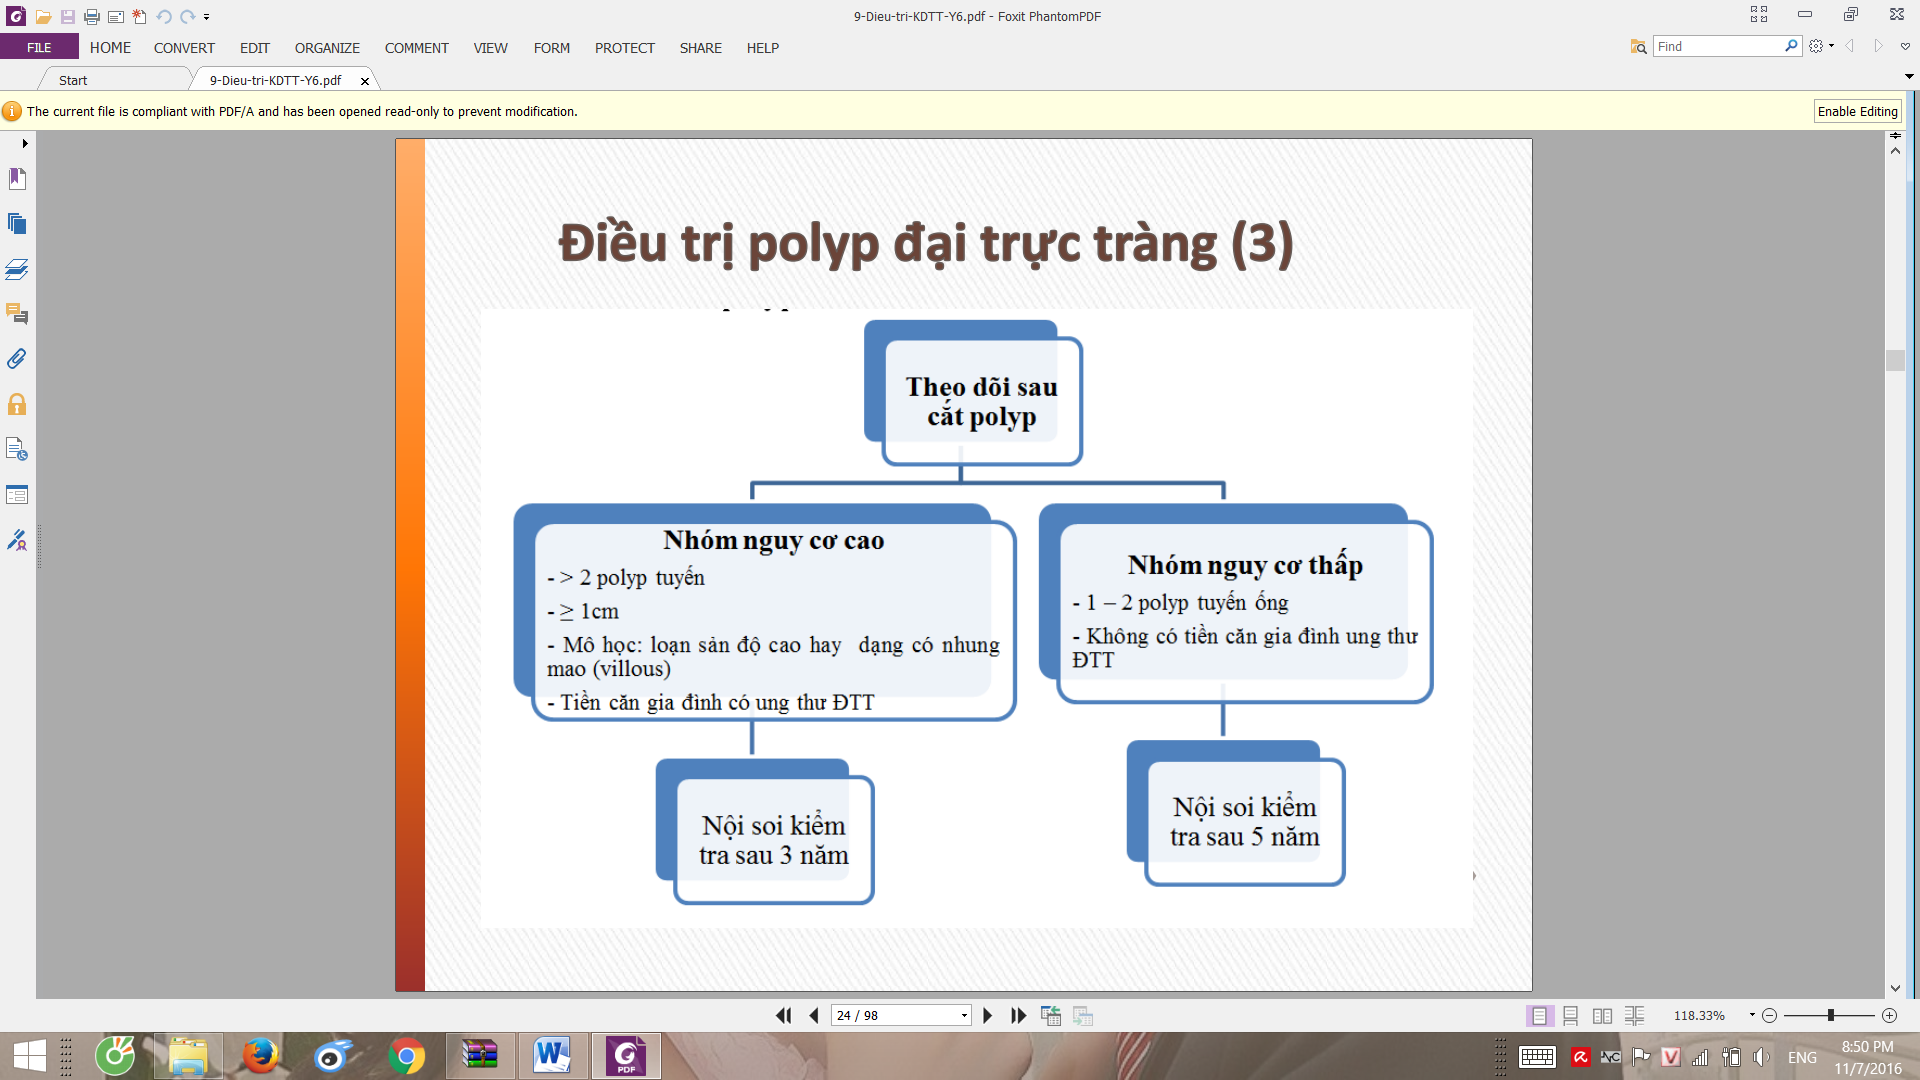 9-Dieu-tri-KDTT-Y6.pdf - Foxit PhantomPDF
FILE HOME CONVERT EDIT ORGANIZE COMMENT VIEW FORM PROTECT SHARE HELP
Find
Start
9-Dieu-tri-KDTT-Y6.pdf
The current file is compliant with PDF/A and has been opened read-only to prevent modification.
Enable Editing
Điều trị polyp đại trực tràng (3)
Theo dõi sau
cắt polyp
Nhóm nguy cơ cao
- > 2 polyp tuyến
- ≥ 1cm
- Mô học: loạn sản độ cao hay dạng có nhung
mao (villous)
- Tiền căn gia đình có ung thư ĐTT
Nhóm nguy cơ thấp
- 1 – 2 polyp tuyến ống
- Không có tiền căn gia đình ung thư
ĐTT
Nội soi kiểm
tra sau 3 năm
Nội soi kiểm
tra sau 5 năm
24 / 98
118.33%
PDF
ENG
8:50 PM
11/7/2016